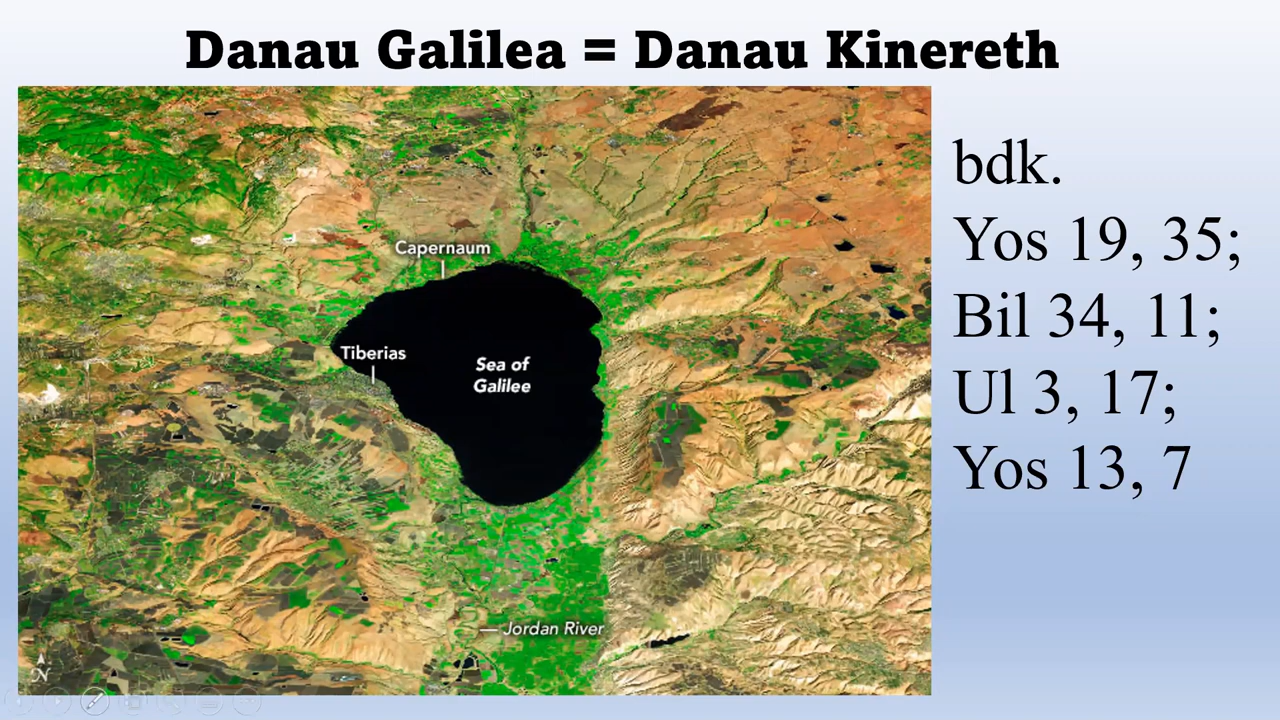 Danau Galilea = Danau Kinereth
bdk.
Yos 19, 35;
Bil 34, 11;
Ul 3, 17;
Yos 13, 7
Capernaum
Tiberias
Sea of
Galilee
Jordan River
N